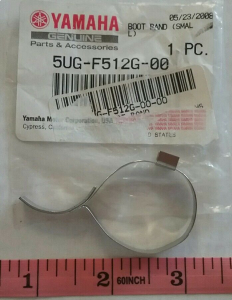 YAMAHA
GENUINE
Parts & Accessories
05/23/2008
BOOT BAND (SMAL
L)
1 PC.
5UG-F512G-00
F-F512G-00-00
Yamaha Motor Corporation, USA
Cypress, California
STATES
1 2 60INCH 3